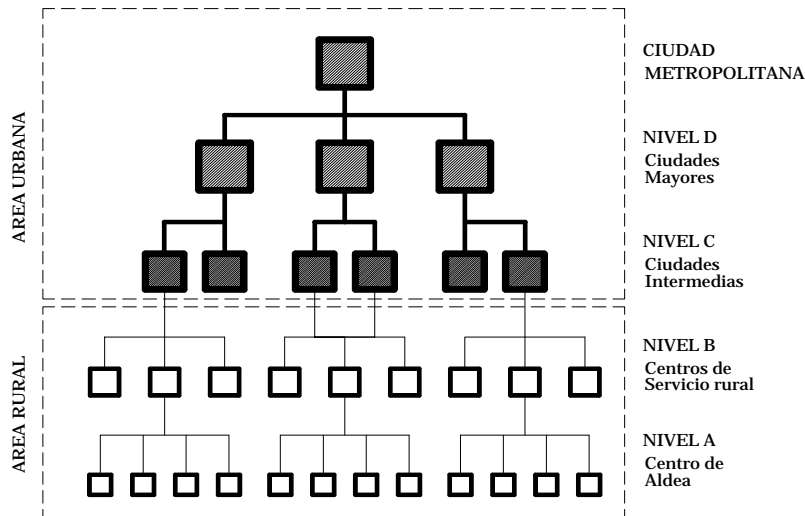 CIUDAD
METROPOLITANA
AREA URBANA
NIVEL D
Ciudades
Mayores
NIVEL C
Ciudades
Intermedias
AREA RURAL
NIVEL B
Centros de
Servicio rural
NIVEL A
Centro de
Aldea